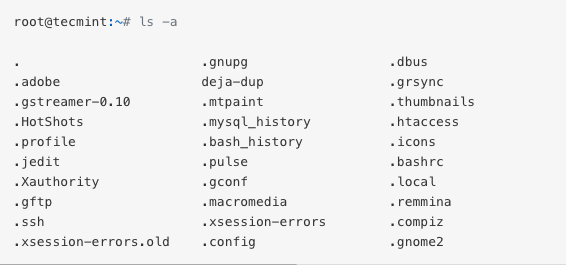 root@tecmint:~# ls -a
. .gnupg .dbus
.adobe deja-dup .grsync
.gstreamer-0.10 .mtpaint .thumbnails
.HotShots .mysql_history .htaccess
.profile .bash_history .icons
.jedit .pulse .bashrc
.Xauthority .gconf .local
.gftp .macromedia .remmina
.ssh .xsession-errors .compiz
.xsession-errors.old .config .gnome2